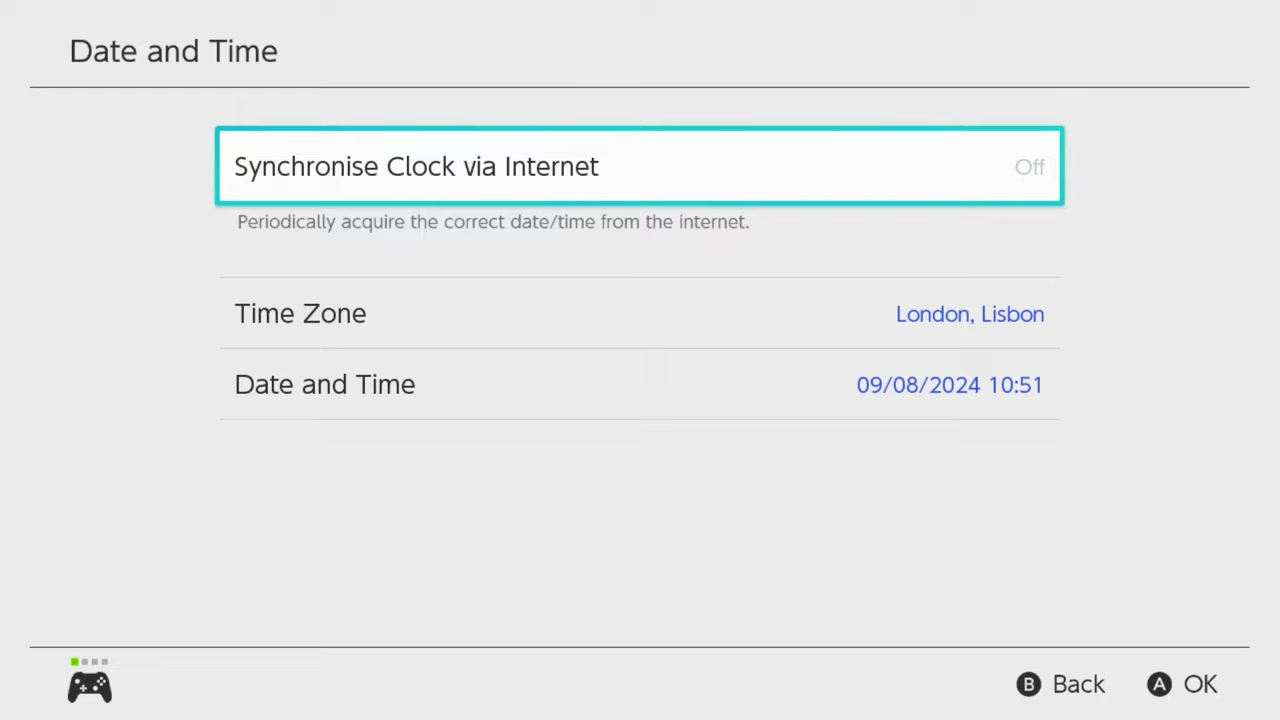 Date and Time
Synchronise Clock via Internet Off
Periodically acquire the correct date/time from the internet.
Time Zone London, Lisbon
Date and Time 09/08/2024 10:51
B Back A OK